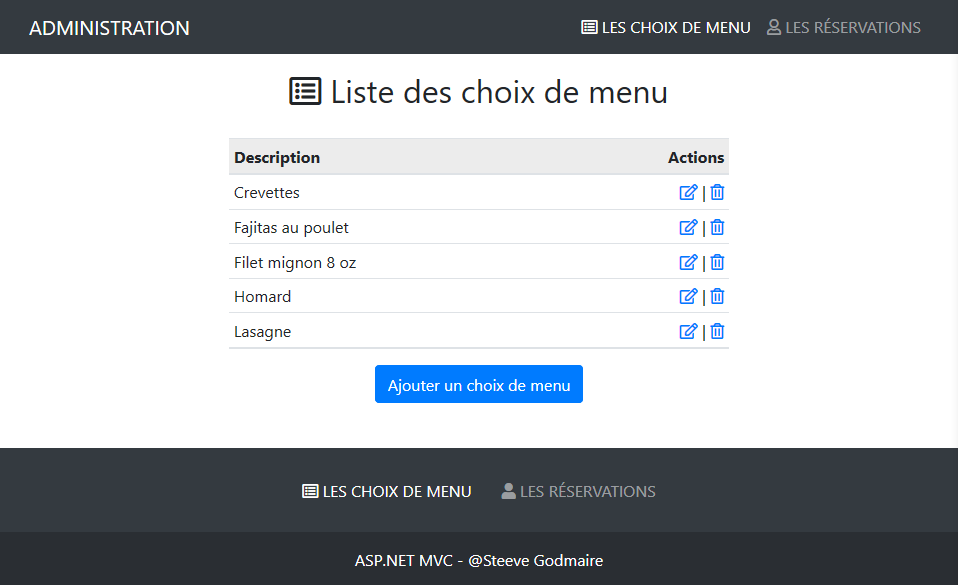 ADMINISTRATION LES CHOIX DE MENU LES RÉSERVATIONS
Liste des choix de menu
Description Actions
Crevettes |
Fajitas au poulet |
Filet mignon 8 oz |
Homard |
Lasagne |
Ajouter un choix de menu
LES CHOIX DE MENU LES RÉSERVATIONS
ASP.NET MVC - @Steeve Godmaire